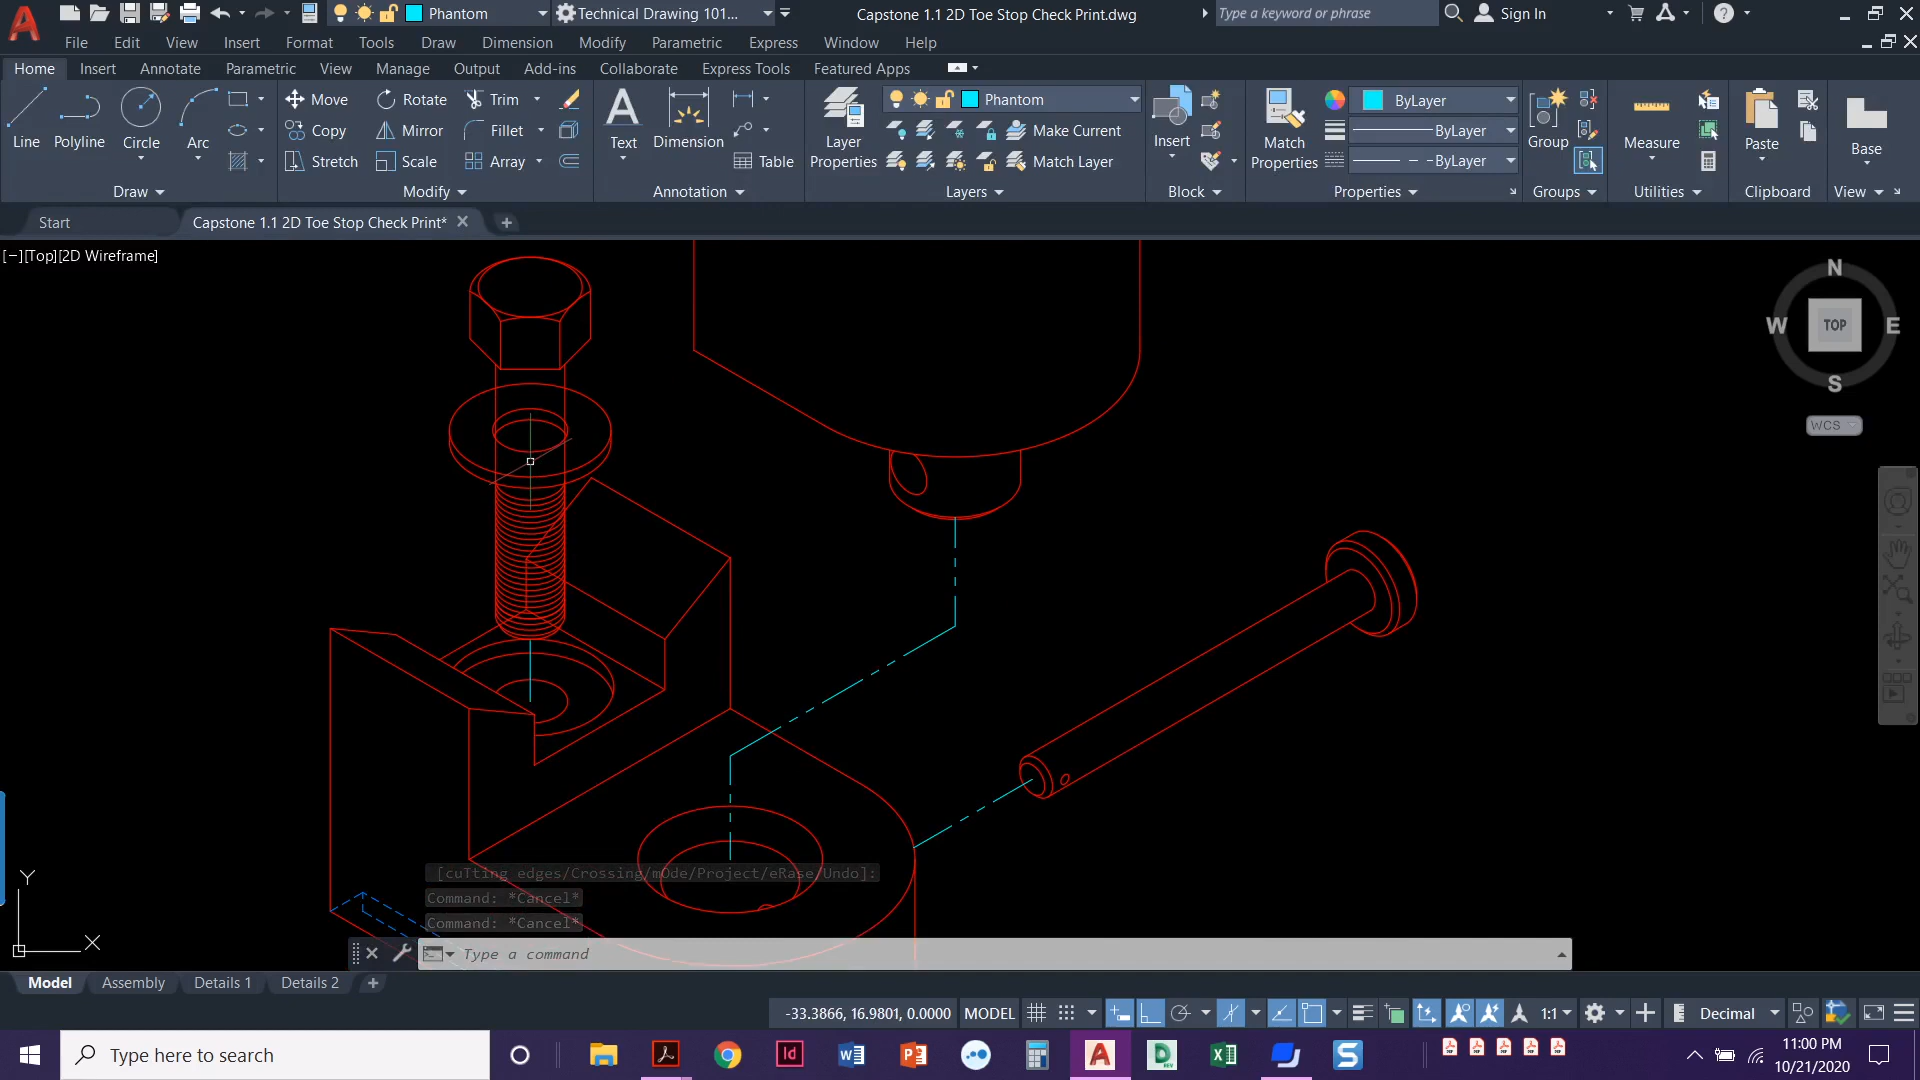 Phantom
Technical Drawing 101...
Capstone 1.1 2D Toe Stop Check Print.dwg
Type a keyword or phrase
Sign In
File Edit View Insert Format Tools Draw Dimension Modify Parametric Express Window Help
Home Insert Annotate Parametric View Manage Output Add-ins Collaborate Express Tools Featured Apps
Line Polyline Circle Arc
Move Rotate Trim
Copy Mirror Fillet
Stretch Scale Array
Text Dimension Table
Layer Properties
Phantom
Make Current
Match Layer
Insert
Match Properties
ByLayer
ByLayer
ByLayer
Group
Measure
Paste
Base
Draw Modify Annotation Layers Block Properties Groups Utilities Clipboard View
Start
Capstone 1.1 2D Toe Stop Check Print*
[−][Top][2D Wireframe]
N
W TOP E
S
WCS
[cuTting edges/Crossing/mOde/Project/eRase/Undo]:
Command: *Cancel*
Command: *Cancel*
Y
X
Type a command
Model Assembly Details 1 Details 2
-33.3866, 16.9801, 0.0000 MODEL 1:1 Decimal
Type here to search
11:00 PM
10/21/2020